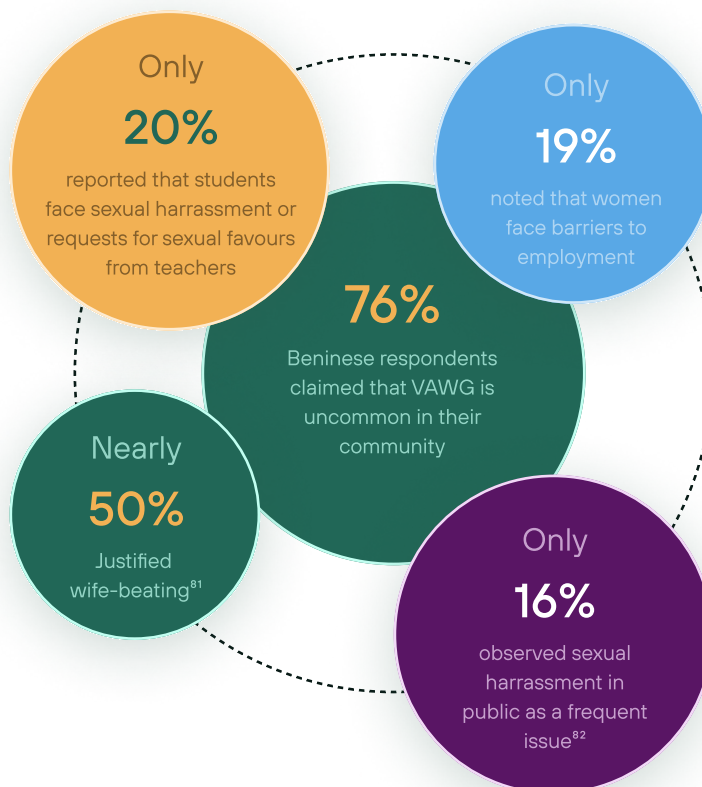 Only
20%
reported that students
face sexual harrassment or
requests for sexual favours
from teachers
Only
19%
noted that women
face barriers to
employment
76%
Beninese respondents
claimed that VAWG is
uncommon in their
community
Nearly
50%
Justified
wife-beating⁸¹
Only
16%
observed sexual
harrassment in
public as a frequent
issue⁸²